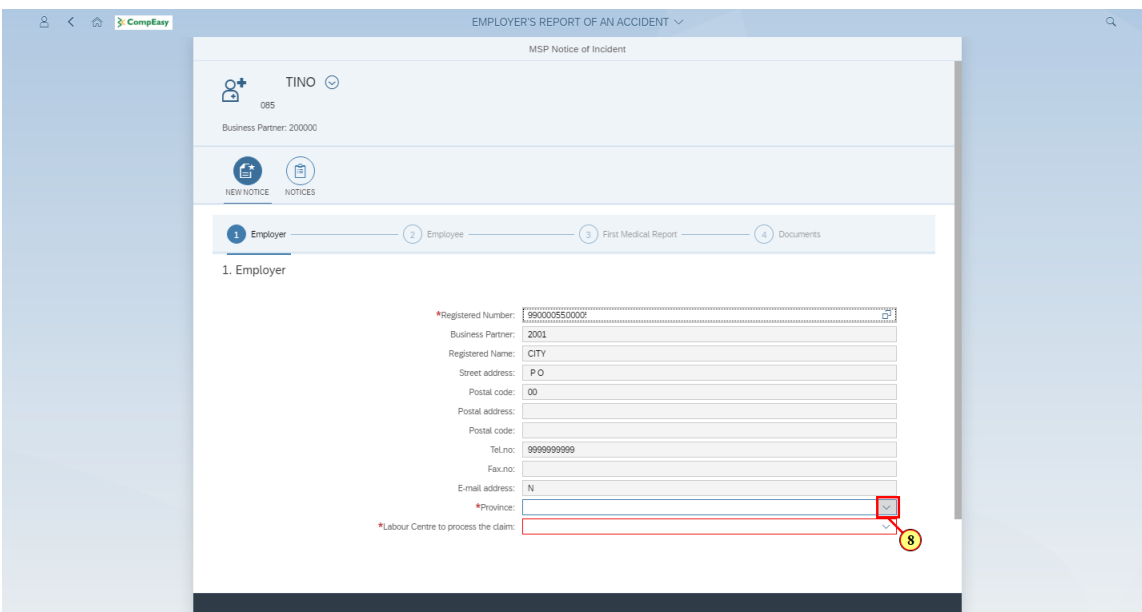 CompEasy EMPLOYER'S REPORT OF AN ACCIDENT
MSP Notice of Incident
TINO
085
Business Partner: 200000
NEW NOTICE NOTICES
1 Employer 2 Employee 3 First Medical Report 4 Documents
1. Employer
*Registered Number: 990000550005
Business Partner: 2001
Registered Name: CITY
Street address: P O
Postal code: 00
Postal address:
Postal code:
Tel.no: 9999999999
Fax.no:
E-mail address: N
*Province:
*Labour Centre to process the claim:
8